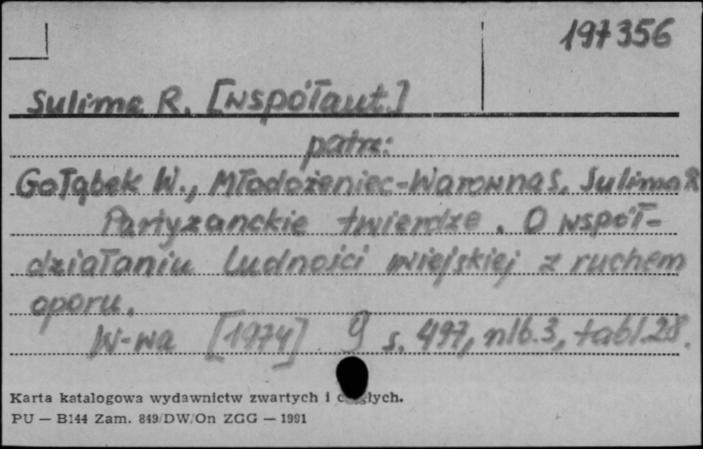 197356
Sulima R. [współaut.]
patrz:
Gołąbek W., Młodożeniec-Warowna S., Sulima R
Partyzanckie twierdze. O współ-
działaniu ludności wiejskiej z ruchem
oporu.
W-wa [1974]. 9 s. 497, nlb. 3, tabl. 28.
Karta katalogowa wydawnictw zwartych i ciągłych.
PU — B144 Zam. 849/DW/On ZGG — 1991